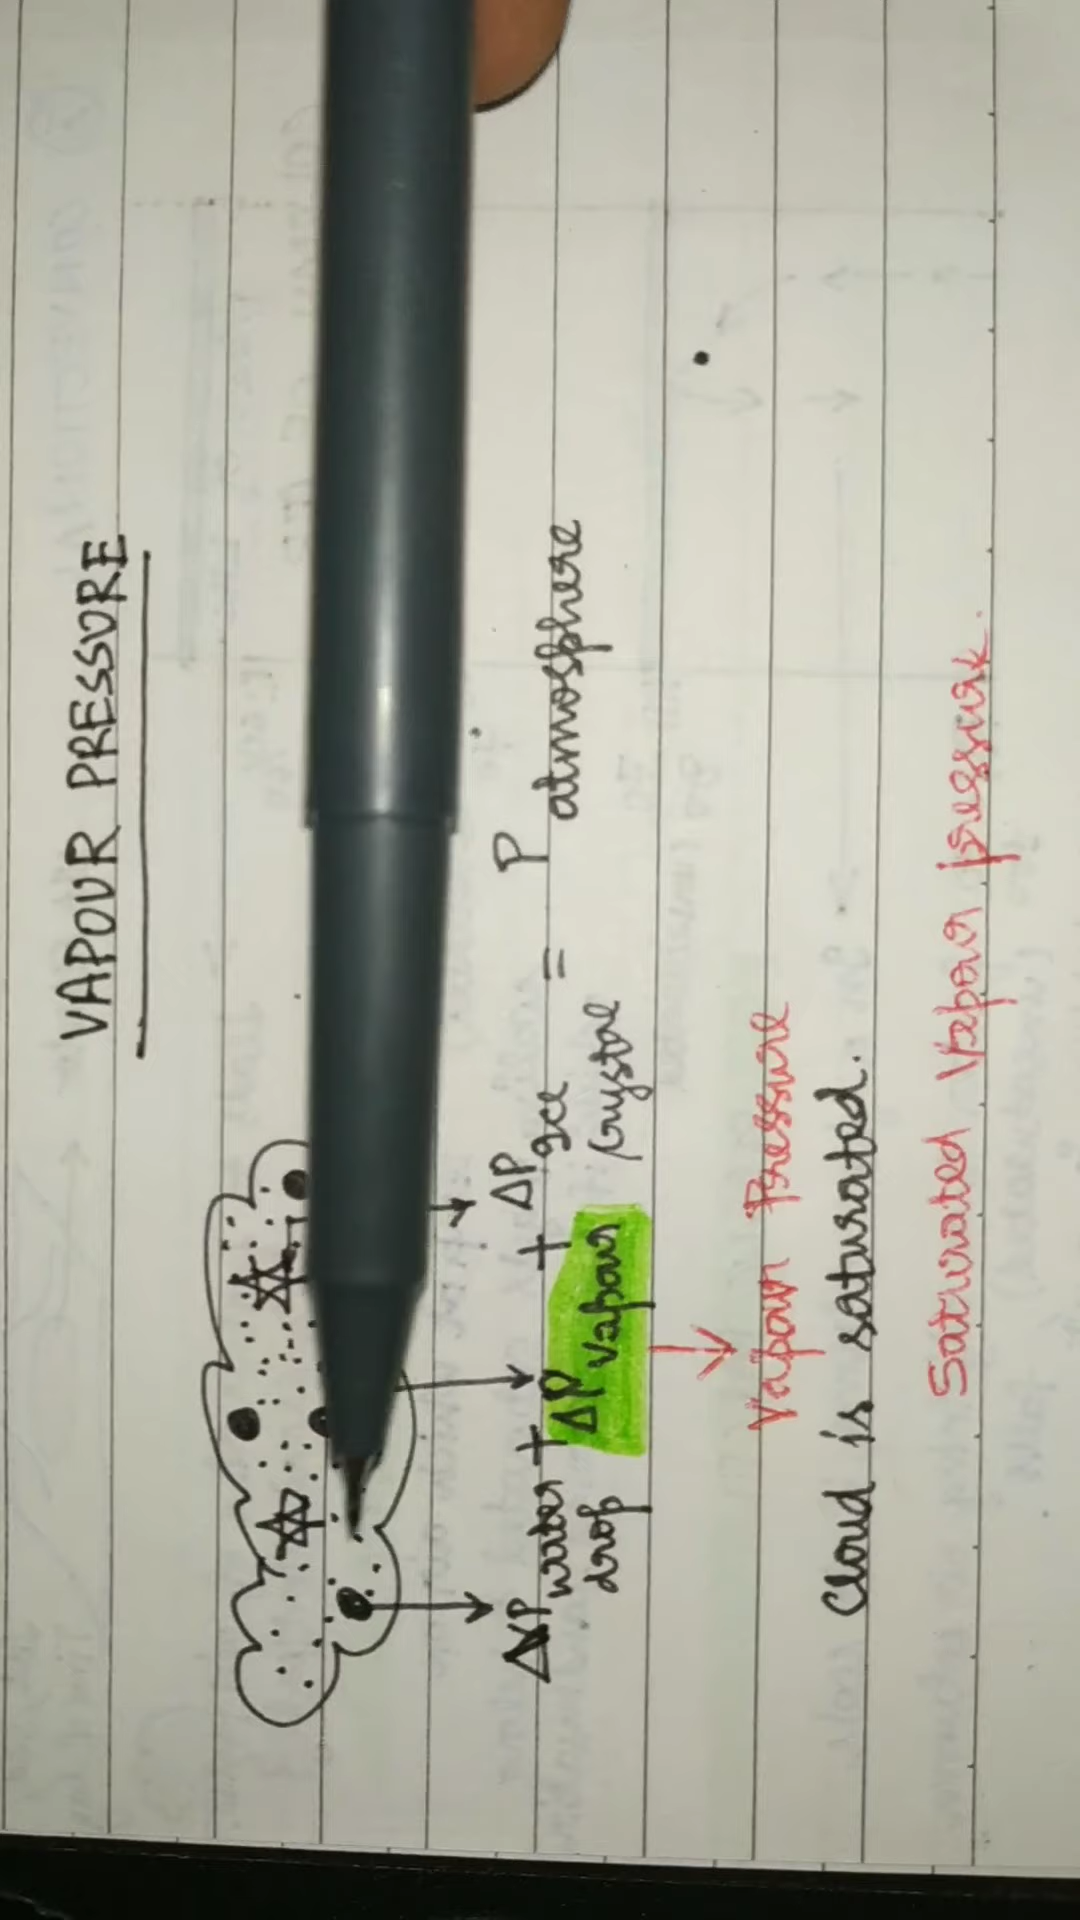 VAPOUR PRESSURE
ΔP water drop + ΔP Vapour + ΔP Ice Crystal = P atmosphere
Vapour Pressure
Cloud is saturated.
Saturated Vapour pressure.